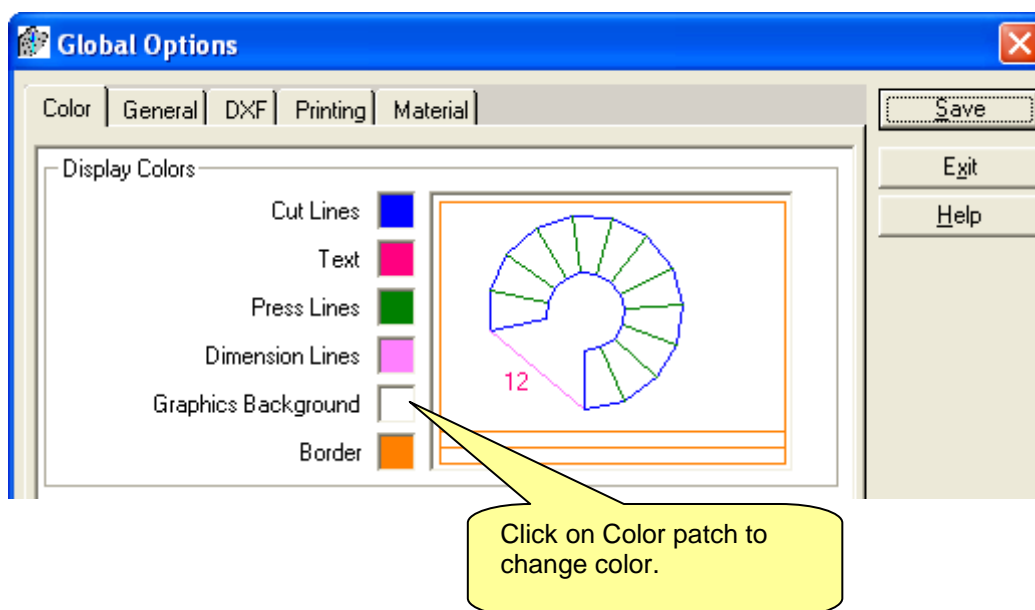 Global Options
Color General DXF Printing Material
Save
Exit
Help
Display Colors
Cut Lines
Text
Press Lines
Dimension Lines
Graphics Background
Border
12
Click on Color patch to
change color.